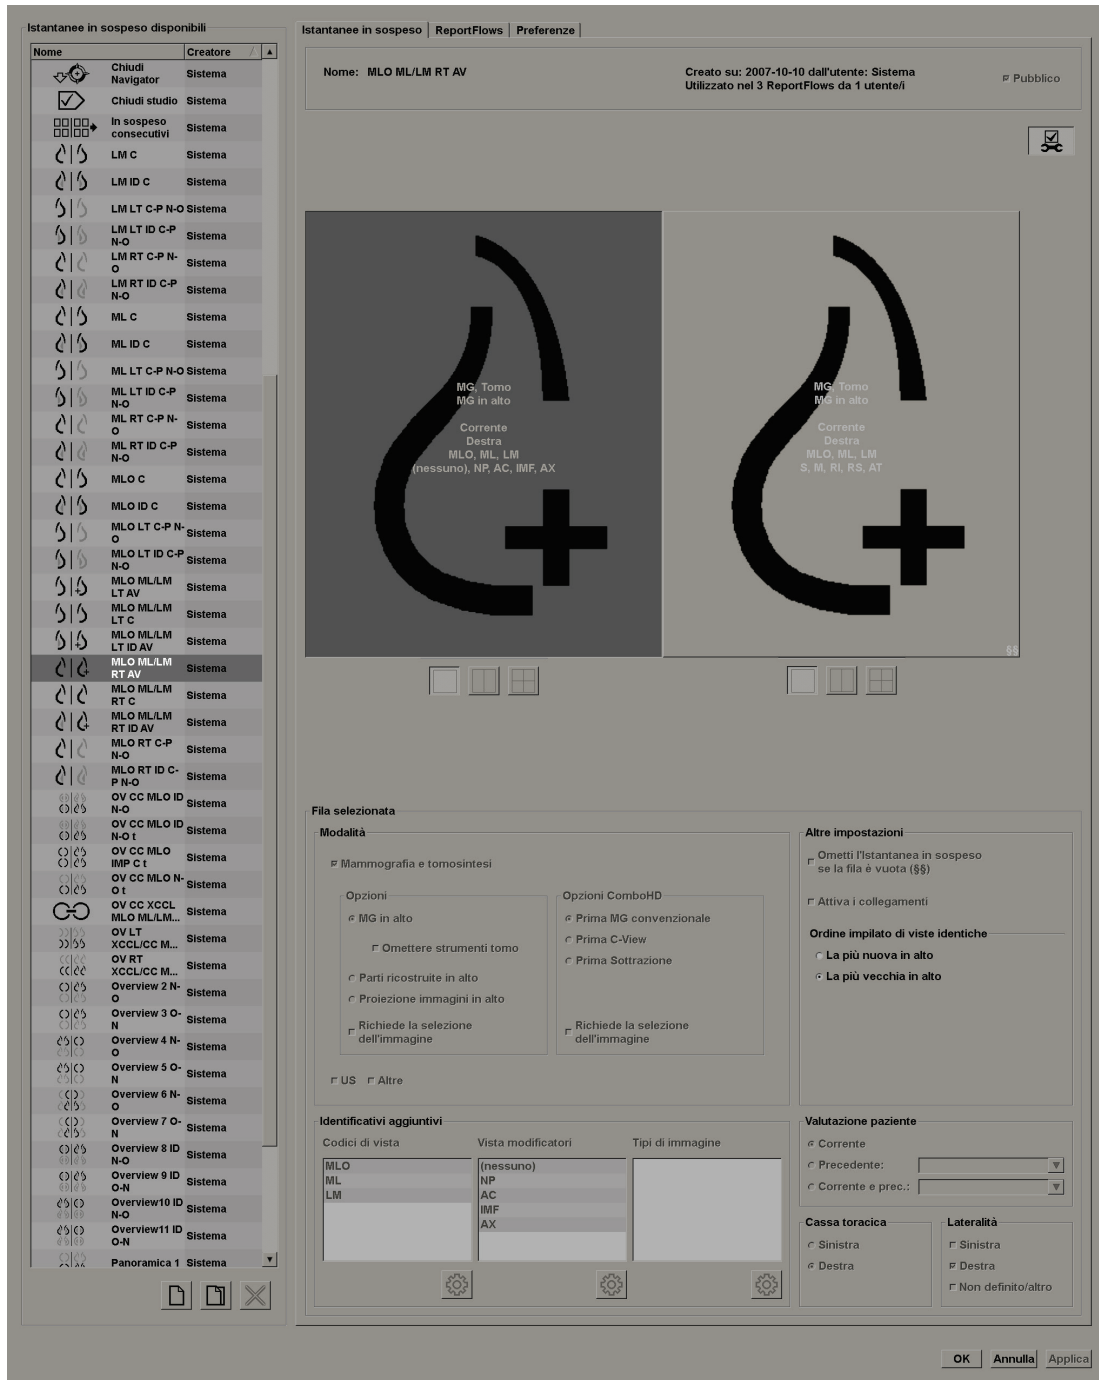 Istantanee in sospeso disponibili
Nome Creatore
Chiudi Navigator Sistema
Chiudi studio Sistema
In sospeso consecutivi Sistema
LM C Sistema
LM ID C Sistema
LM LT C-P N-O Sistema
LM LT ID C-P N-O Sistema
LM RT C-P N-O Sistema
LM RT ID C-P N-O Sistema
ML C Sistema
ML ID C Sistema
ML LT C-P N-O Sistema
ML LT ID C-P N-O Sistema
ML RT C-P N-O Sistema
ML RT ID C-P N-O Sistema
MLO C Sistema
MLO ID C Sistema
MLO LT C-P N-O Sistema
MLO LT ID C-P N-O Sistema
MLO ML/LM LT AV Sistema
MLO ML/LM LT C Sistema
MLO ML/LM LT ID AV Sistema
MLO ML/LM RT AV Sistema
MLO ML/LM RT C Sistema
MLO ML/LM RT ID AV Sistema
MLO RT C-P N-O Sistema
MLO RT ID C-P N-O Sistema
OV CC MLO ID N-O Sistema
OV CC MLO ID N-O t Sistema
OV CC MLO IMP C t Sistema
OV CC MLO N-O t Sistema
OV CC XCCL MLO ML/LM... Sistema
OV LT XCCL/CC M... Sistema
OV RT XCCL/CC M... Sistema
Overview 2 N-O Sistema
Overview 3 O-N Sistema
Overview 4 N-O Sistema
Overview 5 O-N Sistema
Overview 6 N-O Sistema
Overview 7 O-N Sistema
Overview 8 ID N-O Sistema
Overview 9 ID O-N Sistema
Overview10 ID N-O Sistema
Overview11 ID O-N Sistema
Panoramica 1 Sistema
Istantanee in sospeso ReportFlows Preferenze
Nome: MLO ML/LM RT AV
Creato su: 2007-10-10 dall'utente: Sistema
Utilizzato nel 3 ReportFlows da 1 utente/i
Pubblico
MG, Tomo
MG in alto
Corrente
Destra
MLO, ML, LM
(nessuno), NP, AC, IMF, AX
MG, Tomo
MG in alto
Corrente
Destra
MLO, ML, LM
S, M, RI, RS, AT
§§
Fila selezionata
Modalità
Mammografia e tomosintesi
Opzioni
MG in alto
Omettere strumenti tomo
Parti ricostruite in alto
Proiezione immagini in alto
Richiede la selezione
dell'immagine
Opzioni ComboHD
Prima MG convenzionale
Prima C-View
Prima Sottrazione
Richiede la selezione
dell'immagine
US Altre
Altre impostazioni
Ometti l'Istantanea in sospeso
se la fila è vuota (§§)
Attiva i collegamenti
Ordine impilato di viste identiche
La più nuova in alto
La più vecchia in alto
Identificativi aggiuntivi
Codici di vista
MLO
ML
LM
Vista modificatori
(nessuno)
NP
AC
IMF
AX
Tipi di immagine
Valutazione paziente
Corrente
Precedente:
Corrente e prec.:
Cassa toracica
Sinistra
Destra
Lateralità
Sinistra
Destra
Non definito/altro
OK Annulla Applica